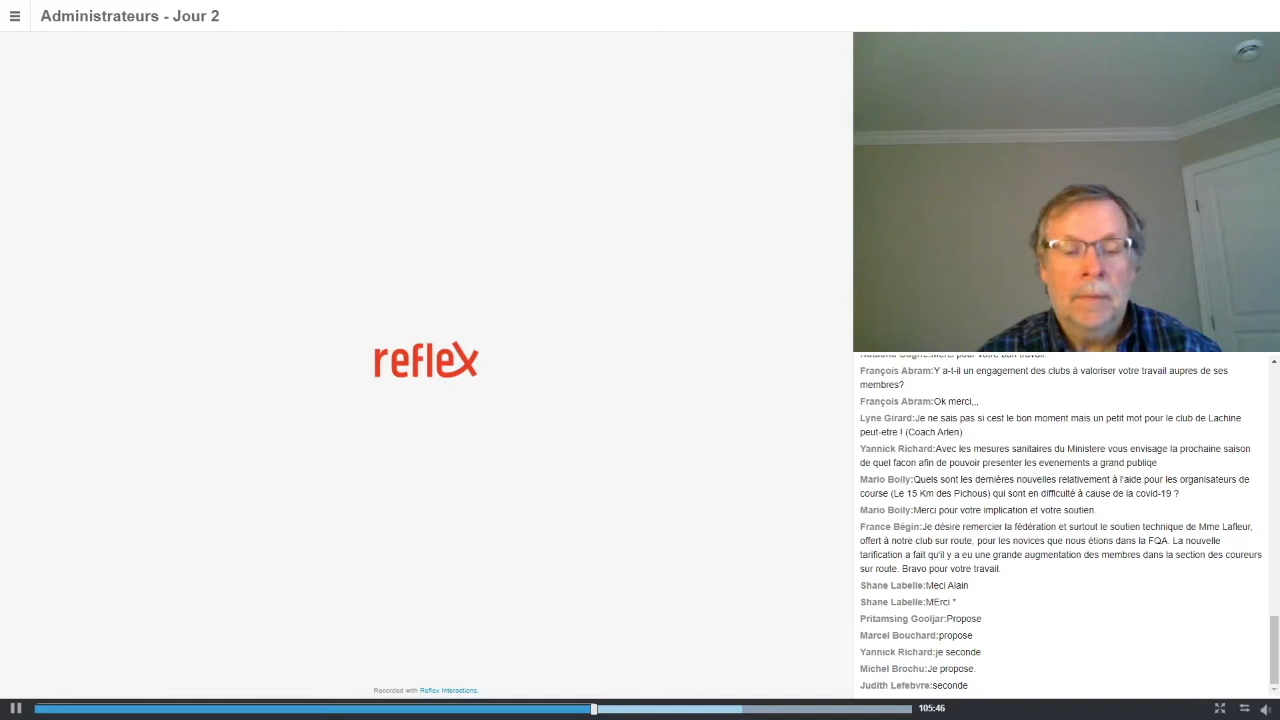 Administrateurs - Jour 2
reflex
Merci pour votre bon travail.
François Abram:Y a-t-il un engagement des clubs à valoriser votre travail aupres de ses
membres?
François Abram:Ok merci,,,
Lyne Girard:Je ne sais pas si cest le bon moment mais un petit mot pour le club de Lachine
peut-etre ! (Coach Arlen)
Yannick Richard:Avec les mesures sanitaires du Ministere vous envisage la prochaine saison
de quel facon afin de pouvoir presenter les evenements a grand publiqe
Mario Boily:Quels sont les dernières nouvelles relativement à l'aide pour les organisateurs de
course (Le 15 Km des Pichous) qui sont en difficulté à cause de la covid-19 ?
Mario Boily:Merci pour votre implication et votre soutien.
France Bégin:Je désire remercier la fédération et surtout le soutien technique de Mme Lafleur,
offert à notre club sur route, pour les novices que nous étions dans la FQA. La nouvelle
tarification a fait qu'il y a eu une grande augmentation des membres dans la section des coureurs
sur route. Bravo pour votre travail.
Shane Labelle:Meci Alain
Shane Labelle:MErci *
Pritamsing Gooljar:Propose
Marcel Bouchard:propose
Yannick Richard:je seconde
Michel Brochu:Je propose.
Judith Lefebvre:seconde
Recorded with Reflex Interactions.
105:46